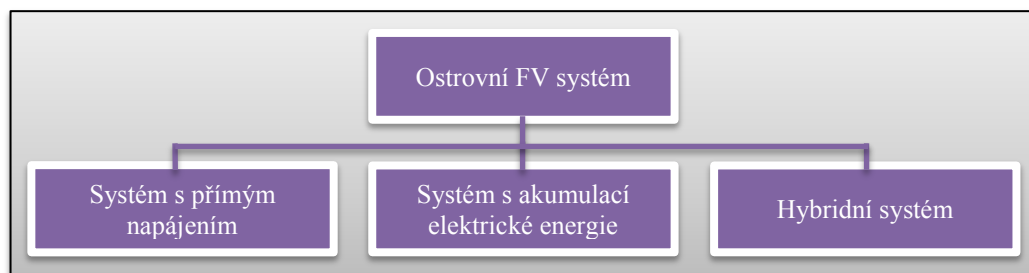 Ostrovní FV systém
Systém s přímým
napájením
Systém s akumulací
elektrické energie
Hybridní systém